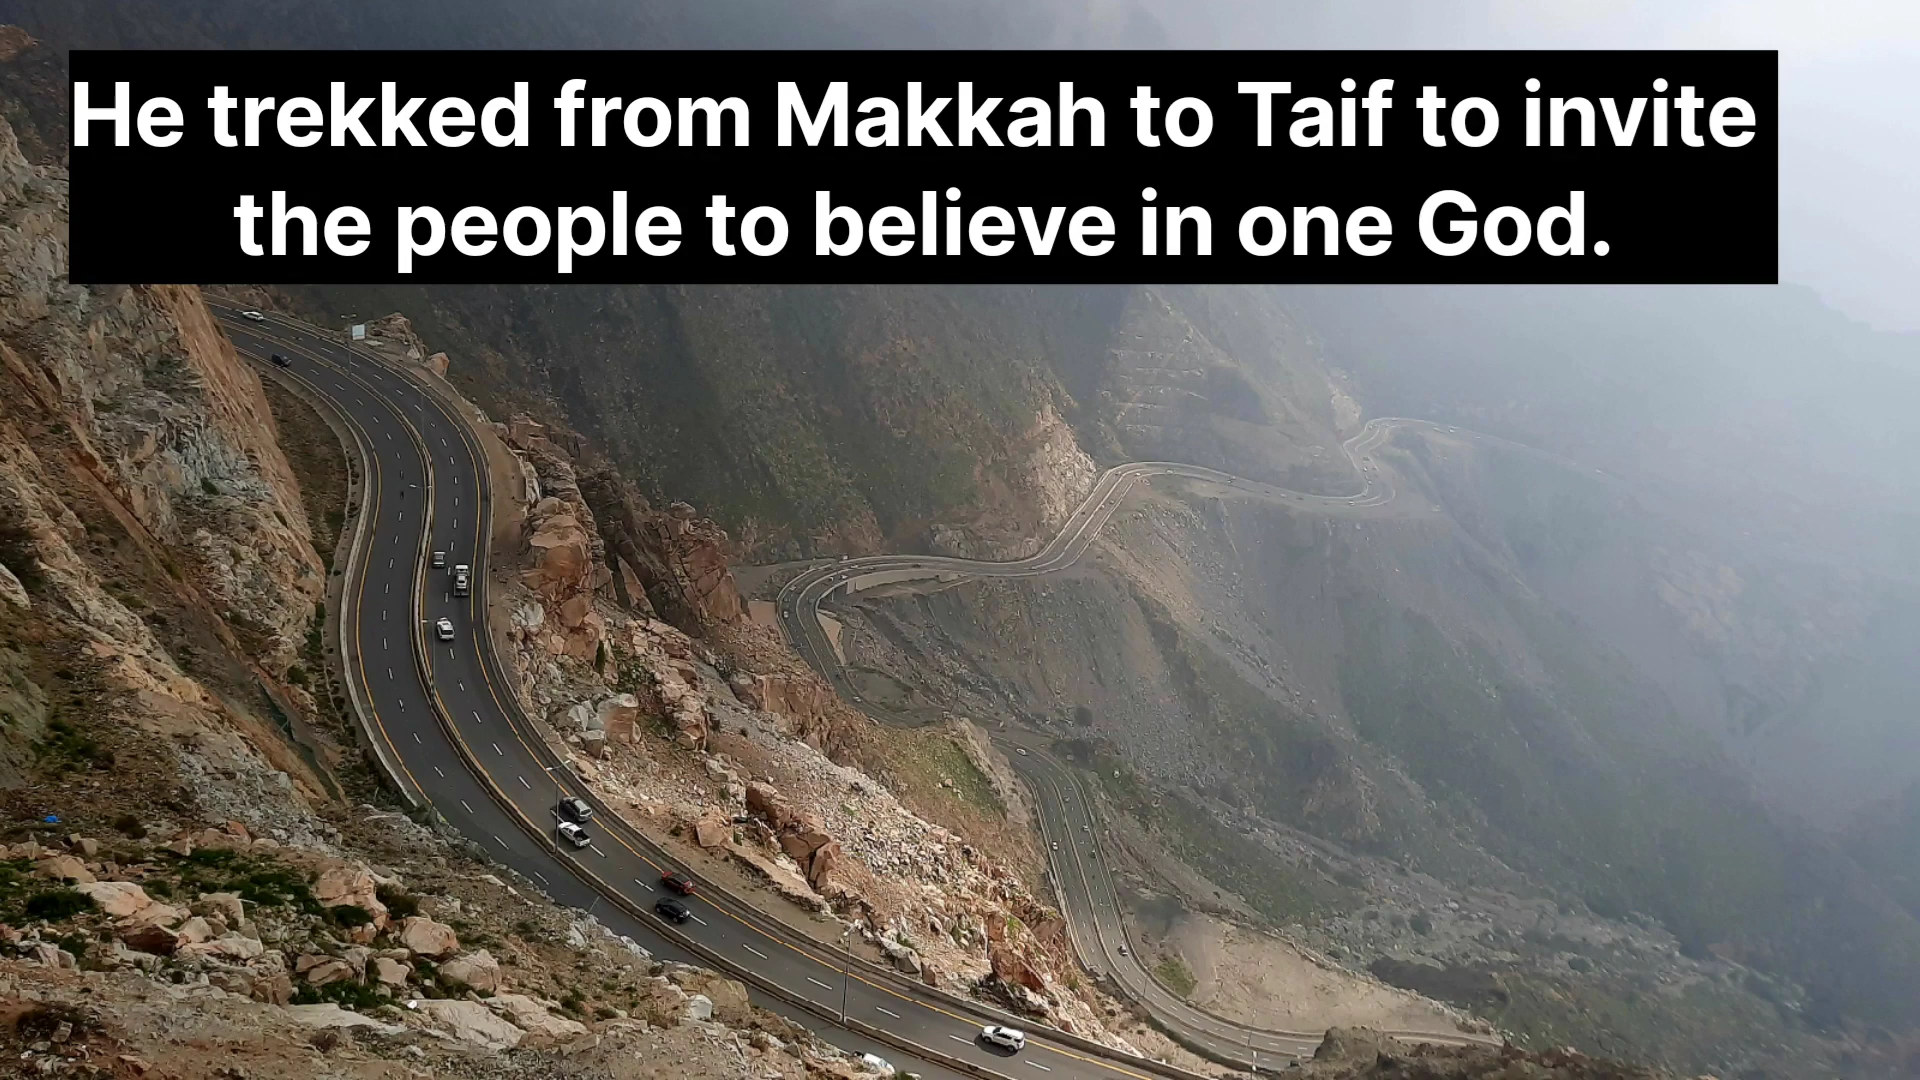 He trekked from Makkah to Taif to invite
the people to believe in one God.